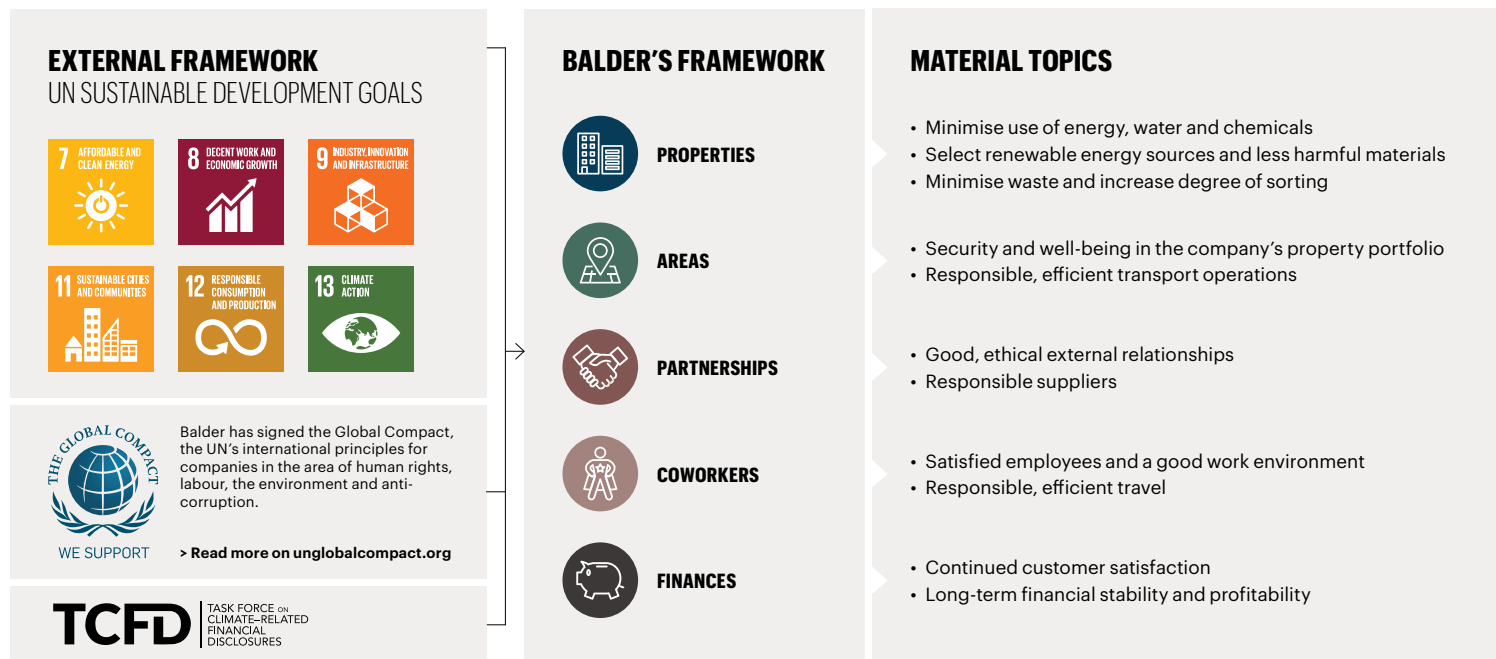 EXTERNAL FRAMEWORK
UN SUSTAINABLE DEVELOPMENT GOALS
7 AFFORDABLE AND
CLEAN ENERGY
8 DECENT WORK AND
ECONOMIC GROWTH
9 INDUSTRY, INNOVATION
AND INFRASTRUCTURE
11 SUSTAINABLE CITIES
AND COMMUNITIES
12 RESPONSIBLE
CONSUMPTION
AND PRODUCTION
13 CLIMATE
ACTION
THE GLOBAL COMPACT
WE SUPPORT
Balder has signed the Global Compact,
the UN's international principles for
companies in the area of human rights,
labour, the environment and anti-
corruption.
> Read more on unglobalcompact.org
TCFD
TASK FORCE ON
CLIMATE–RELATED
FINANCIAL
DISCLOSURES
BALDER'S FRAMEWORK
PROPERTIES
AREAS
PARTNERSHIPS
COWORKERS
FINANCES
MATERIAL TOPICS
• Minimise use of energy, water and chemicals
• Select renewable energy sources and less harmful materials
• Minimise waste and increase degree of sorting
• Security and well-being in the company's property portfolio
• Responsible, efficient transport operations
• Good, ethical external relationships
• Responsible suppliers
• Satisfied employees and a good work environment
• Responsible, efficient travel
• Continued customer satisfaction
• Long-term financial stability and profitability